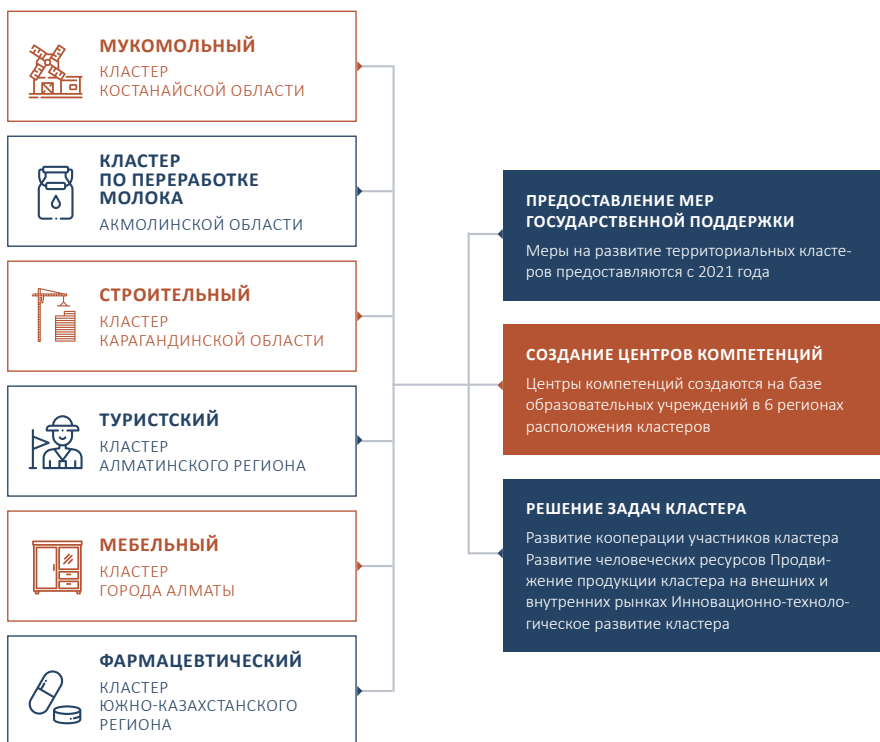 МУКОМОЛЬНЫЙ
КЛАСТЕР
КОСТАНАЙСКОЙ ОБЛАСТИ
КЛАСТЕР
ПО ПЕРЕРАБОТКЕ
МОЛОКА
АКМОЛИНСКОЙ ОБЛАСТИ
СТРОИТЕЛЬНЫЙ
КЛАСТЕР
КАРАГАНДИНСКОЙ ОБЛАСТИ
ТУРИСТСКИЙ
КЛАСТЕР
АЛМАТИНСКОГО РЕГИОНА
МЕБЕЛЬНЫЙ
КЛАСТЕР
ГОРОДА АЛМАТЫ
ФАРМАЦЕВТИЧЕСКИЙ
КЛАСТЕР
ЮЖНО-КАЗАХСТАНСКОГО
РЕГИОНА
ПРЕДОСТАВЛЕНИЕ МЕР
ГОСУДАРСТВЕННОЙ ПОДДЕРЖКИ
Меры на развитие территориальных класте-
ров предоставляются с 2021 года
СОЗДАНИЕ ЦЕНТРОВ КОМПЕТЕНЦИЙ
Центры компетенций создаются на базе
образовательных учреждений в 6 регионах
расположения кластеров
РЕШЕНИЕ ЗАДАЧ КЛАСТЕРА
Развитие кооперации участников кластера
Развитие человеческих ресурсов Продви-
жение продукции кластера на внешних и
внутренних рынках Инновационно-техноло-
гическое развитие кластера